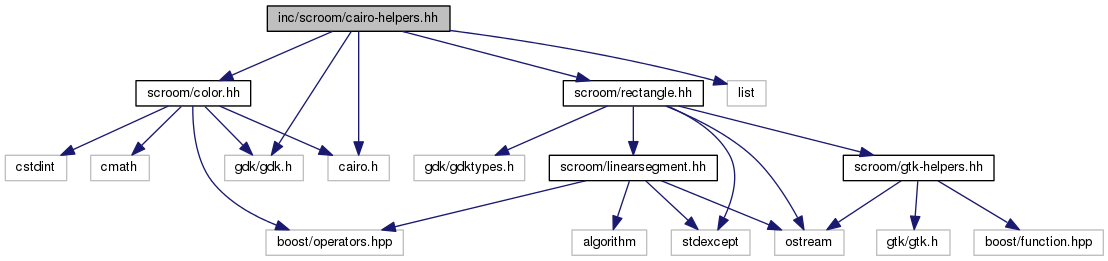 inc/scroom/cairo-helpers.hh
scroom/color.hh
scroom/rectangle.hh
list
cstdint
cmath
gdk/gdk.h
cairo.h
gdk/gdktypes.h
scroom/linearsegment.hh
scroom/gtk-helpers.hh
boost/operators.hpp
algorithm
stdexcept
ostream
gtk/gtk.h
boost/function.hpp